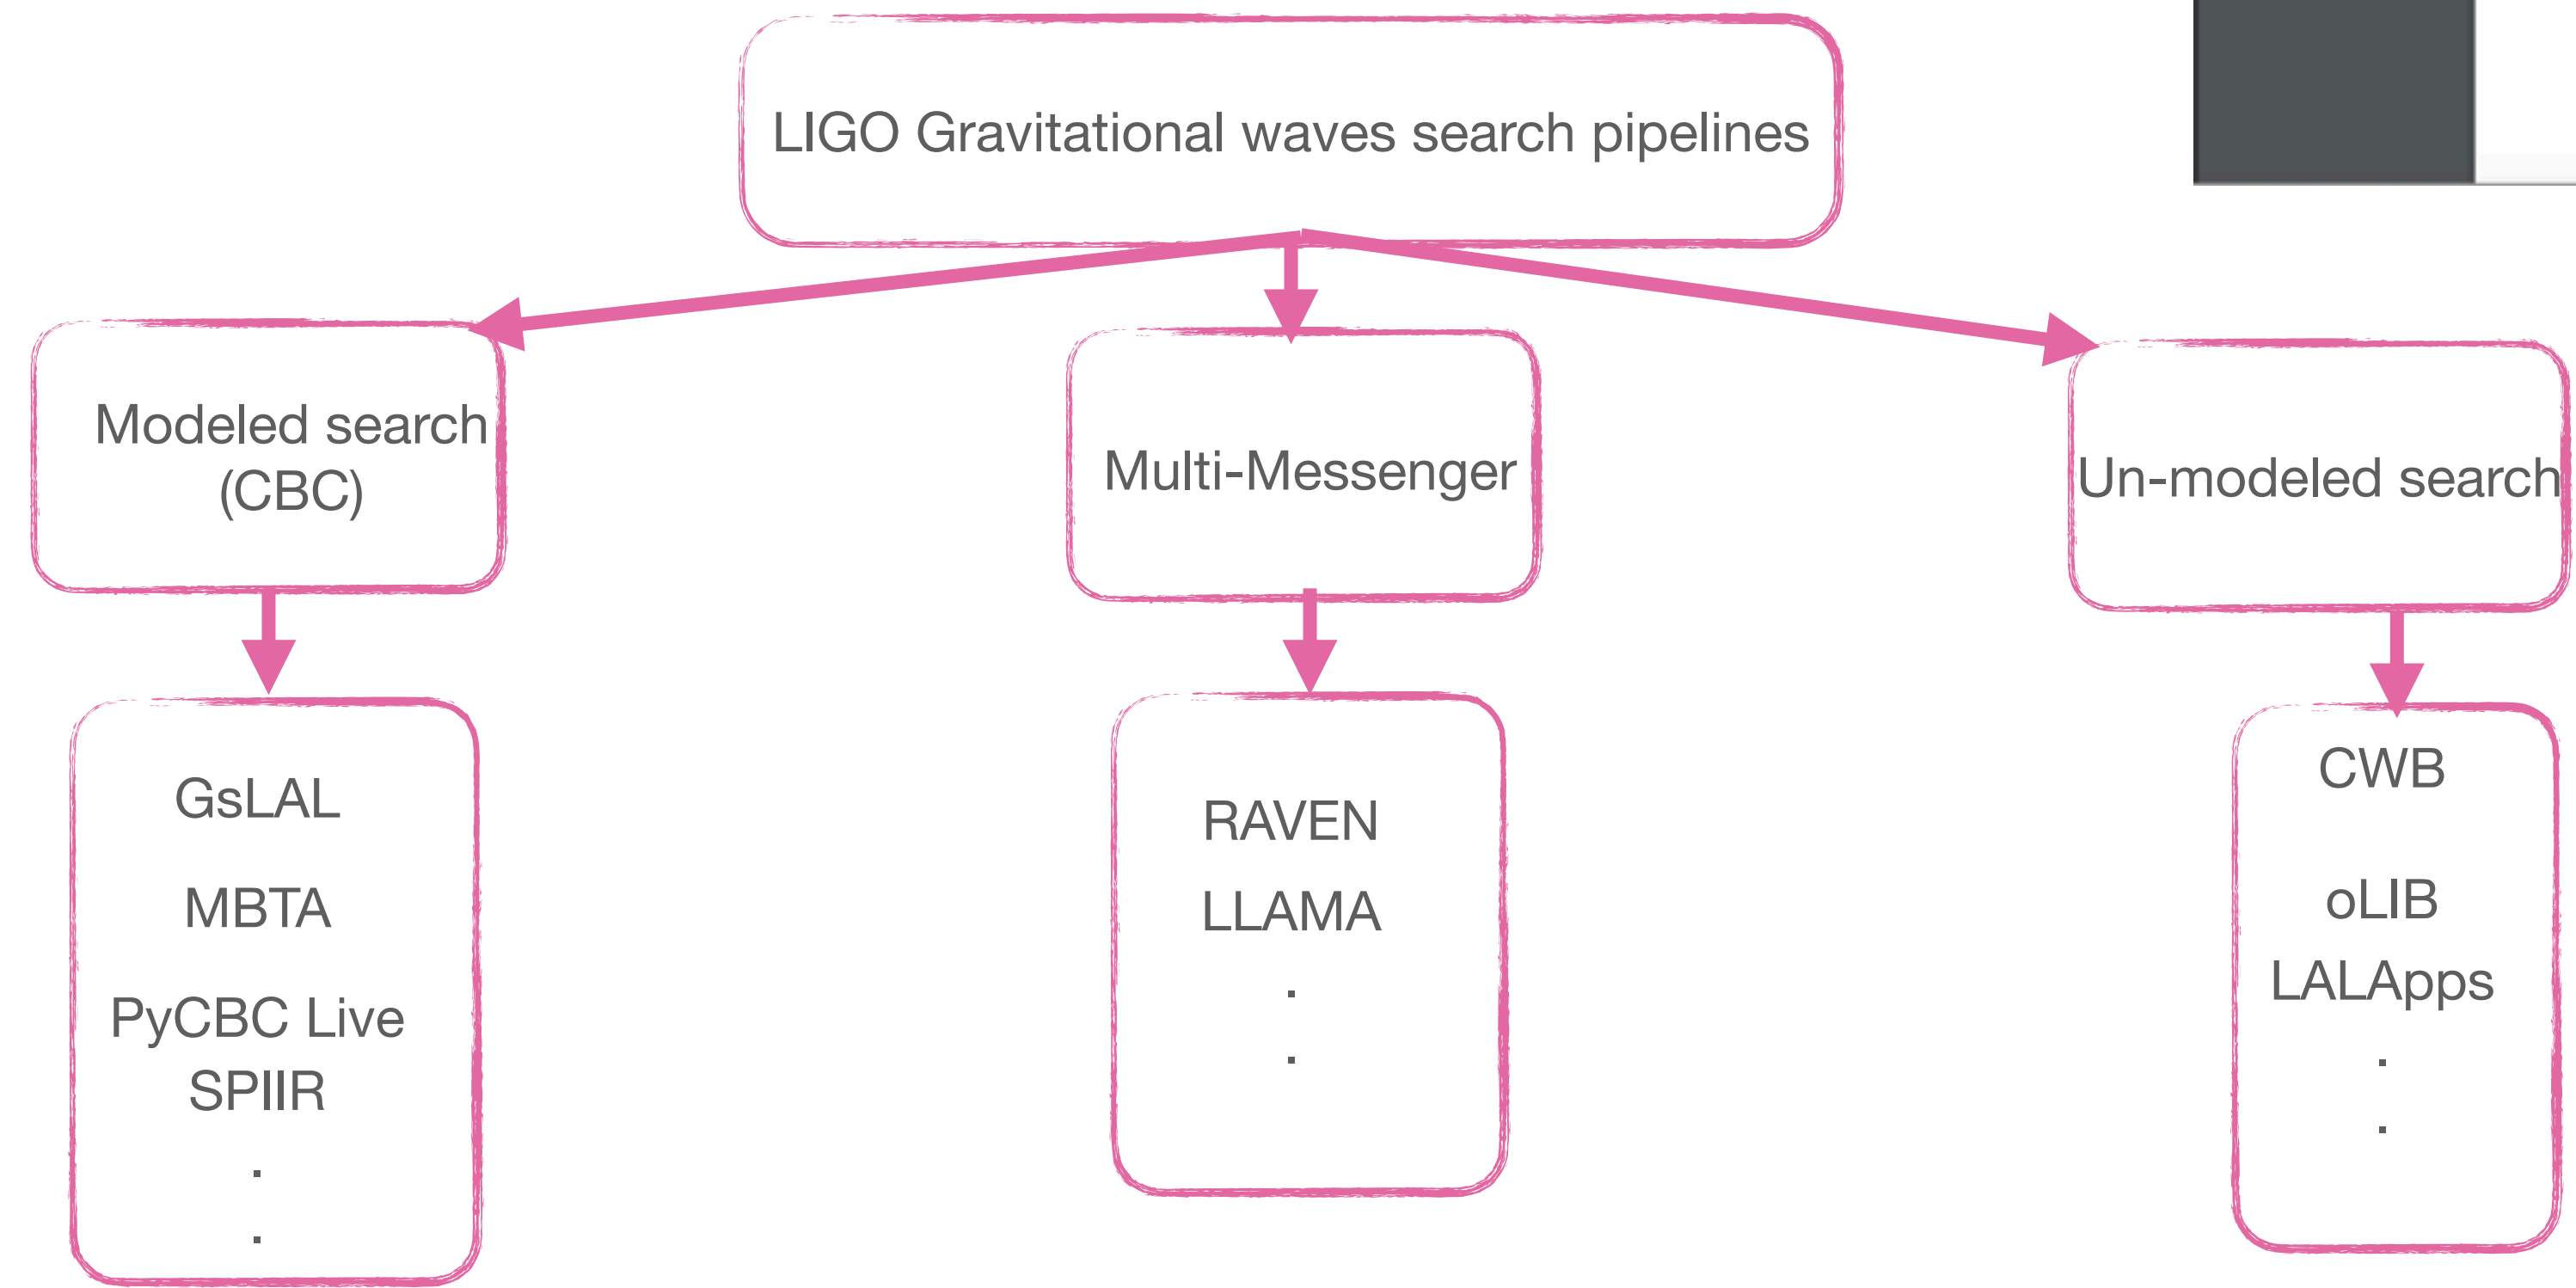 LIGO Gravitational waves search pipelines
Modeled search
(CBC)
Multi-Messenger
Un-modeled search
GsLAL
MBTA
PyCBC Live
SPIIR
.
.
RAVEN
LLAMA
.
.
CWB
oLIB
LALApps
.
.